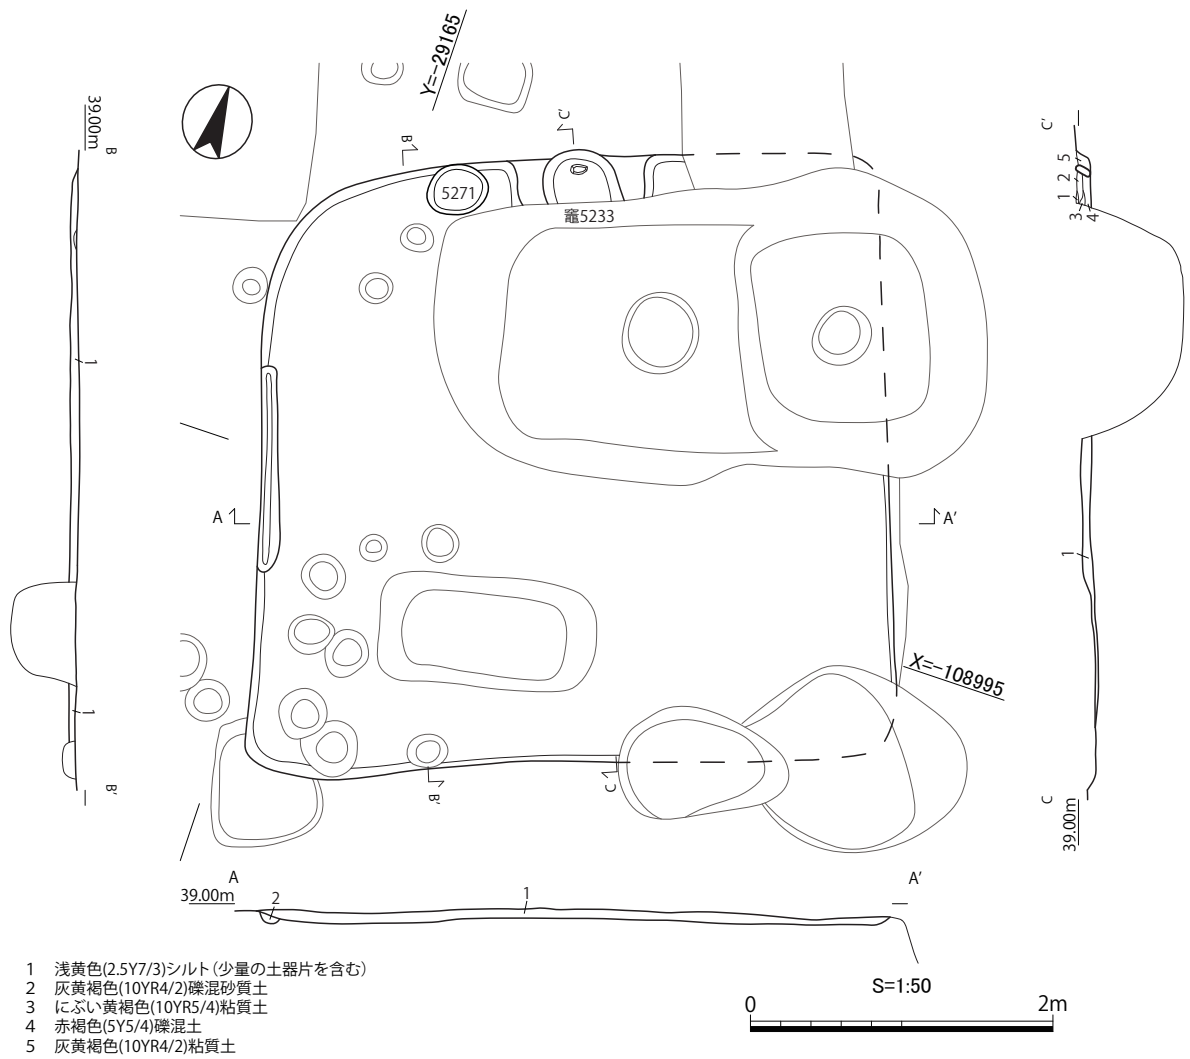 Y=-29165
39.00m
B
B'
C'
C'
5
2
1
3
4
5271
竈5233
1
1
1
A
A'
X=-108995
B'
B'
C
C
39.00m
A
A'
39.00m
2
1
1 浅黄色(2.5Y7/3)シルト(少量の土器片を含む)
2 灰黄褐色(10YR4/2)礫混砂質土
3 にぶい黄褐色(10YR5/4)粘質土
4 赤褐色(5Y5/4)礫混土
5 灰黄褐色(10YR4/2)粘質土
S=1:50
0
2m